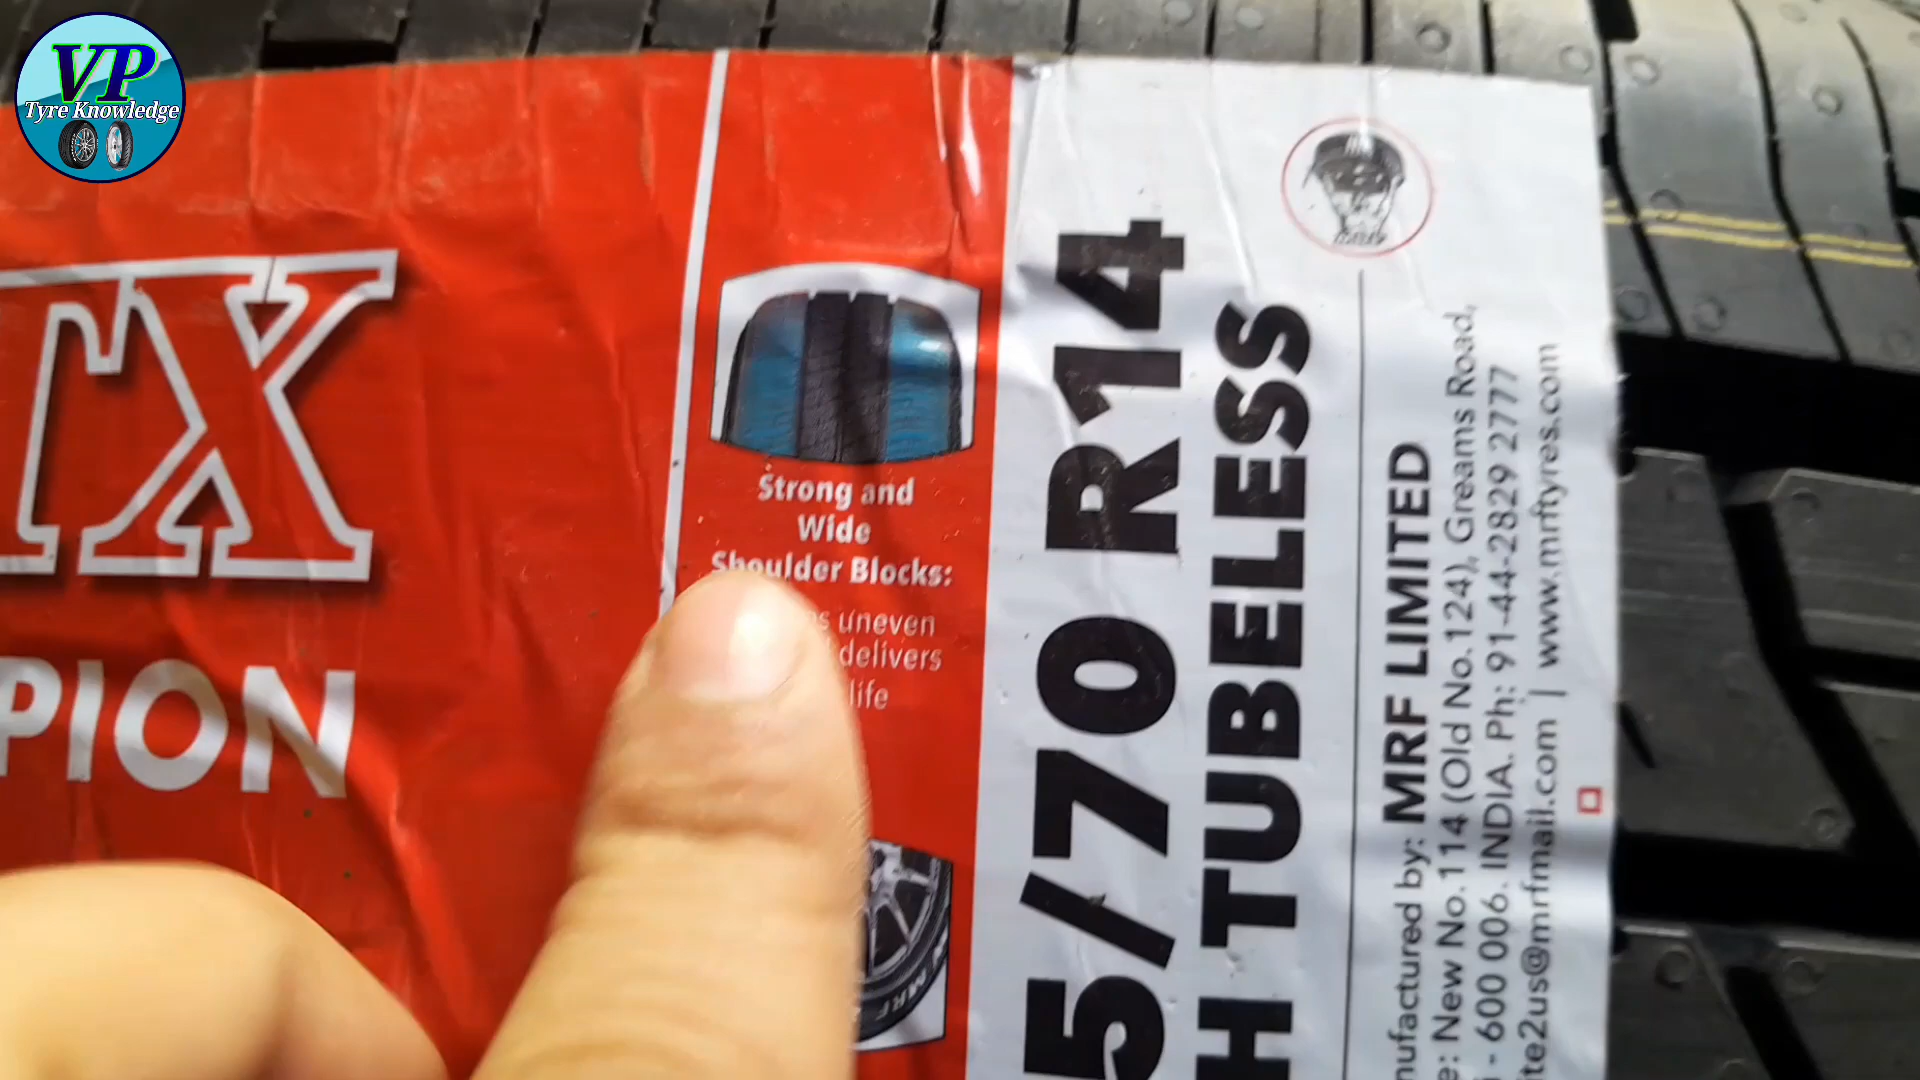 VP
Tyre Knowledge
TX
PION
Strong and
Wide
Shoulder Blocks:
uneven
delivers
life
MRF
5/70 R14
H TUBELESS
nufactured by: MRF LIMITED
e: New No.114 (Old No.124), Greams Road,
i - 600 006. INDIA. Ph: 91-44-2829 2777
ite2us@mrfmail.com | www.mrftyres.com